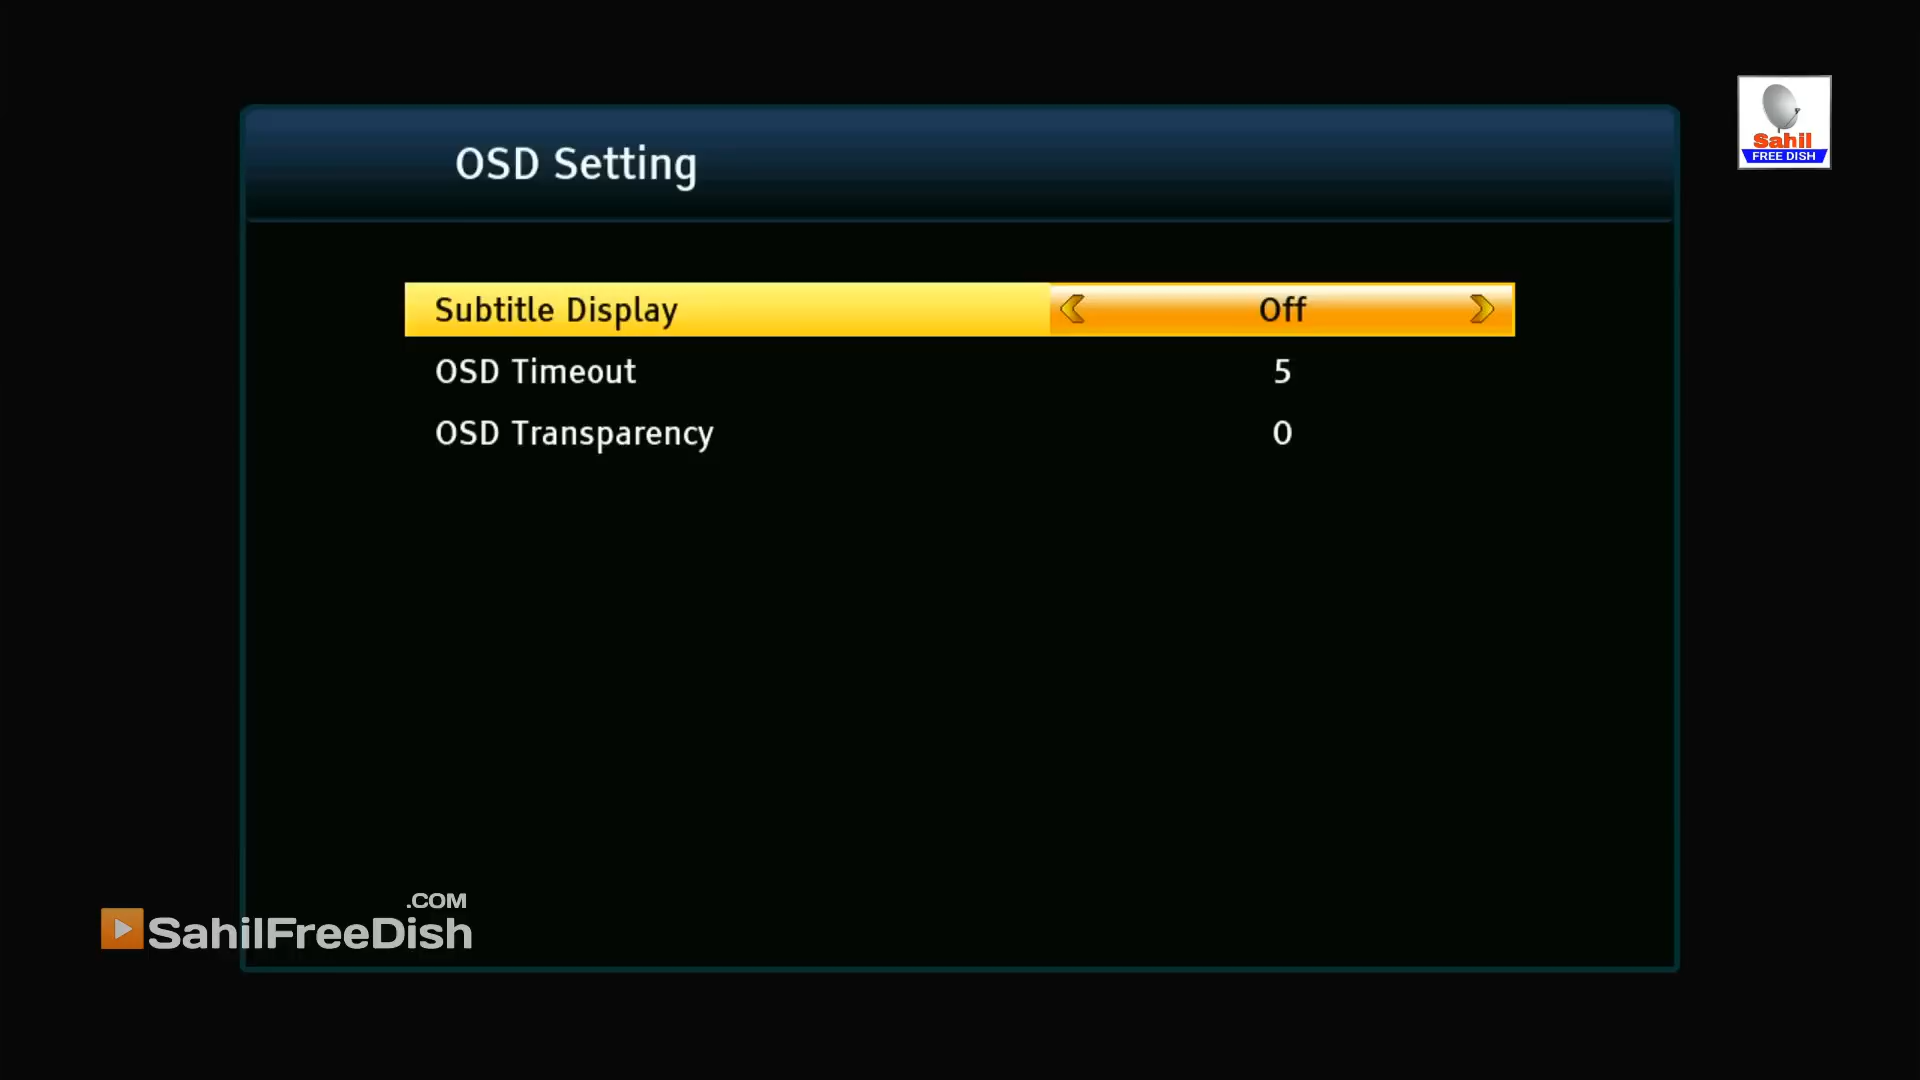 OSD Setting
Sahil
FREE DISH
Subtitle Display Off
OSD Timeout 5
OSD Transparency 0
.COM
SahilFreeDish